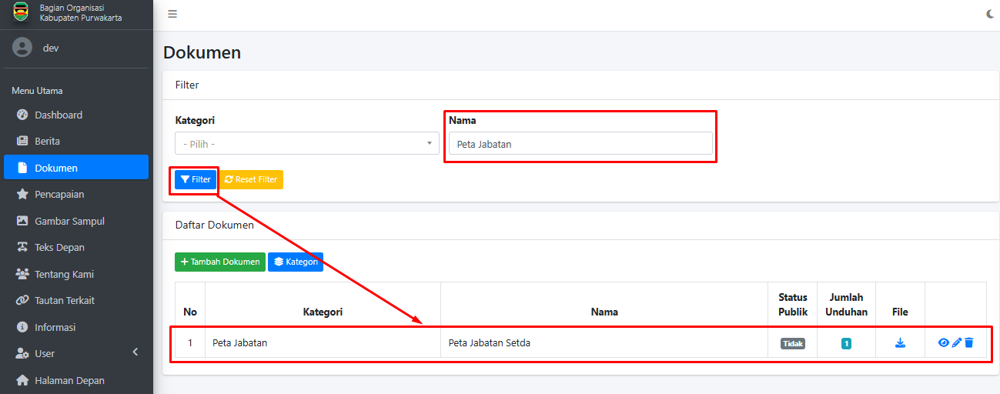 Bagian Organisasi
Kabupaten Purwakarta
dev
Menu Utama
Dashboard
Berita
Dokumen
Pencapaian
Gambar Sampul
Teks Depan
Tentang Kami
Tautan Terkait
Informasi
User
Halaman Depan
Dokumen
Filter
Kategori
Nama
- Pilih -
Peta Jabatan
Filter
Reset Filter
Daftar Dokumen
Tambah Dokumen
Kategori
No
Kategori
Nama
Status
Publik
Jumlah
Unduhan
File
1
Peta Jabatan
Peta Jabatan Setda
Tidak
1